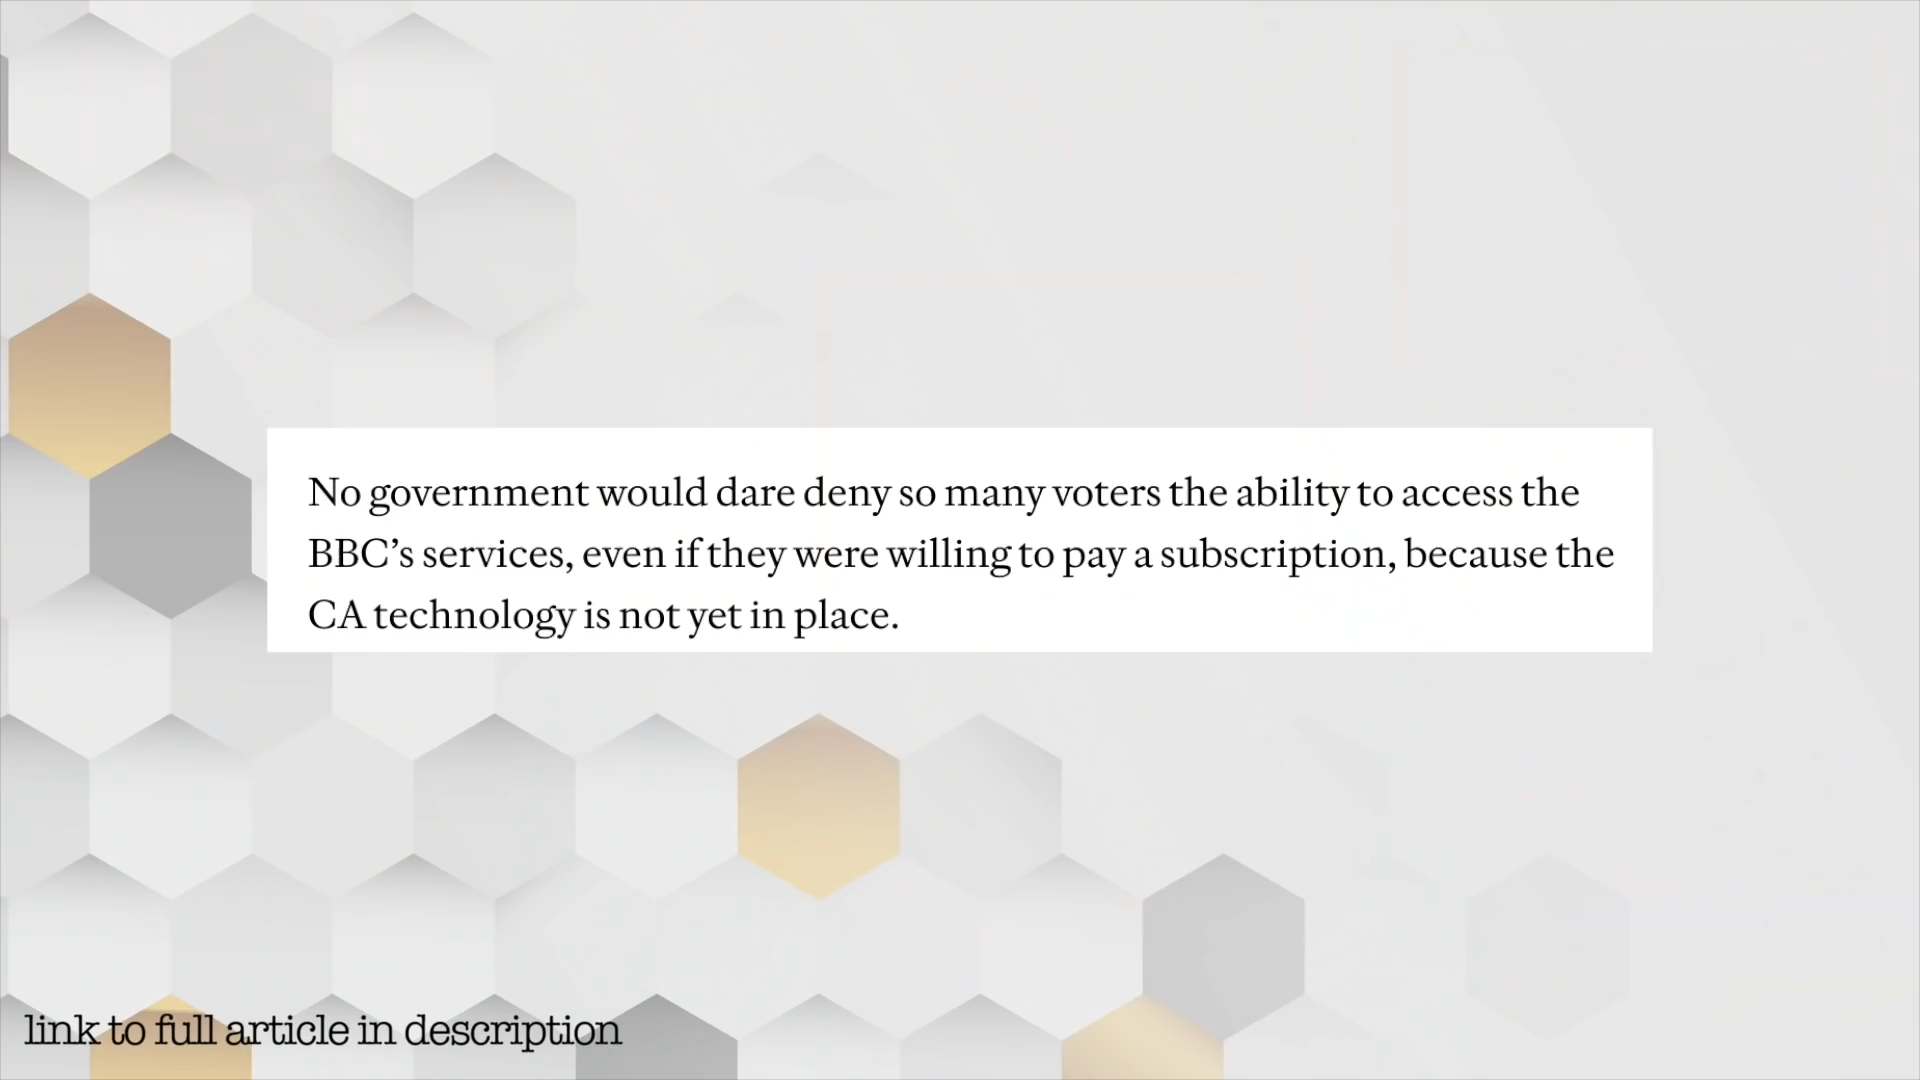 No government would dare deny so many voters the ability to access the
BBC’s services, even if they were willing to pay a subscription, because the
CA technology is not yet in place.
link to full article in description